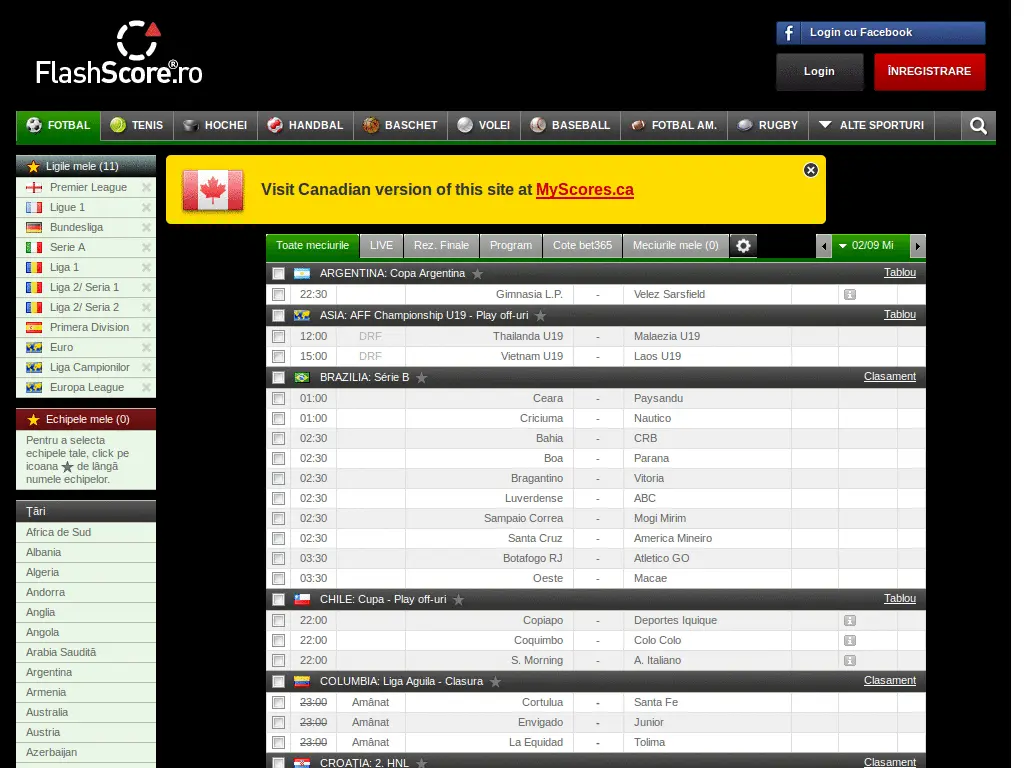 FlashScore®.ro
Login cu Facebook
Login
ÎNREGISTRARE
FOTBAL TENIS HOCHEI HANDBAL BASCHET VOLEI BASEBALL FOTBAL AM. RUGBY ALTE SPORTURI
Ligile mele (11)
Premier League
Ligue 1
Bundesliga
Serie A
Liga 1
Liga 2/ Seria 1
Liga 2/ Seria 2
Primera Division
Euro
Liga Campionilor
Europa League
Echipele mele (0)
Pentru a selecta
echipele tale, click pe
icoana de lângă
numele echipelor.
Țări
Africa de Sud
Albania
Algeria
Andorra
Anglia
Angola
Arabia Saudită
Argentina
Armenia
Australia
Austria
Azerbaijan
Visit Canadian version of this site at MyScores.ca
Toate meciurile LIVE Rez. Finale Program Cote bet365 Meciurile mele (0) 02/09 Mi
ARGENTINA: Copa Argentina Tablou
22:30 Gimnasia L.P. - Velez Sarsfield
ASIA: AFF Championship U19 - Play off-uri Tablou
12:00 DRF Thailanda U19 - Malaezia U19
15:00 DRF Vietnam U19 - Laos U19
BRAZILIA: Série B Clasament
01:00 Ceara - Paysandu
01:00 Criciuma - Nautico
02:30 Bahia - CRB
02:30 Boa - Parana
02:30 Bragantino - Vitoria
02:30 Luverdense - ABC
02:30 Sampaio Correa - Mogi Mirim
02:30 Santa Cruz - America Mineiro
03:30 Botafogo RJ - Atletico GO
03:30 Oeste - Macae
CHILE: Cupa - Play off-uri Tablou
22:00 Copiapo - Deportes Iquique
22:00 Coquimbo - Colo Colo
22:00 S. Morning - A. Italiano
COLUMBIA: Liga Aguila - Clasura Clasament
23:00 Amânat Cortulua - Santa Fe
23:00 Amânat Envigado - Junior
23:00 Amânat La Equidad - Tolima
CROAȚIA: 2. HNL Clasament